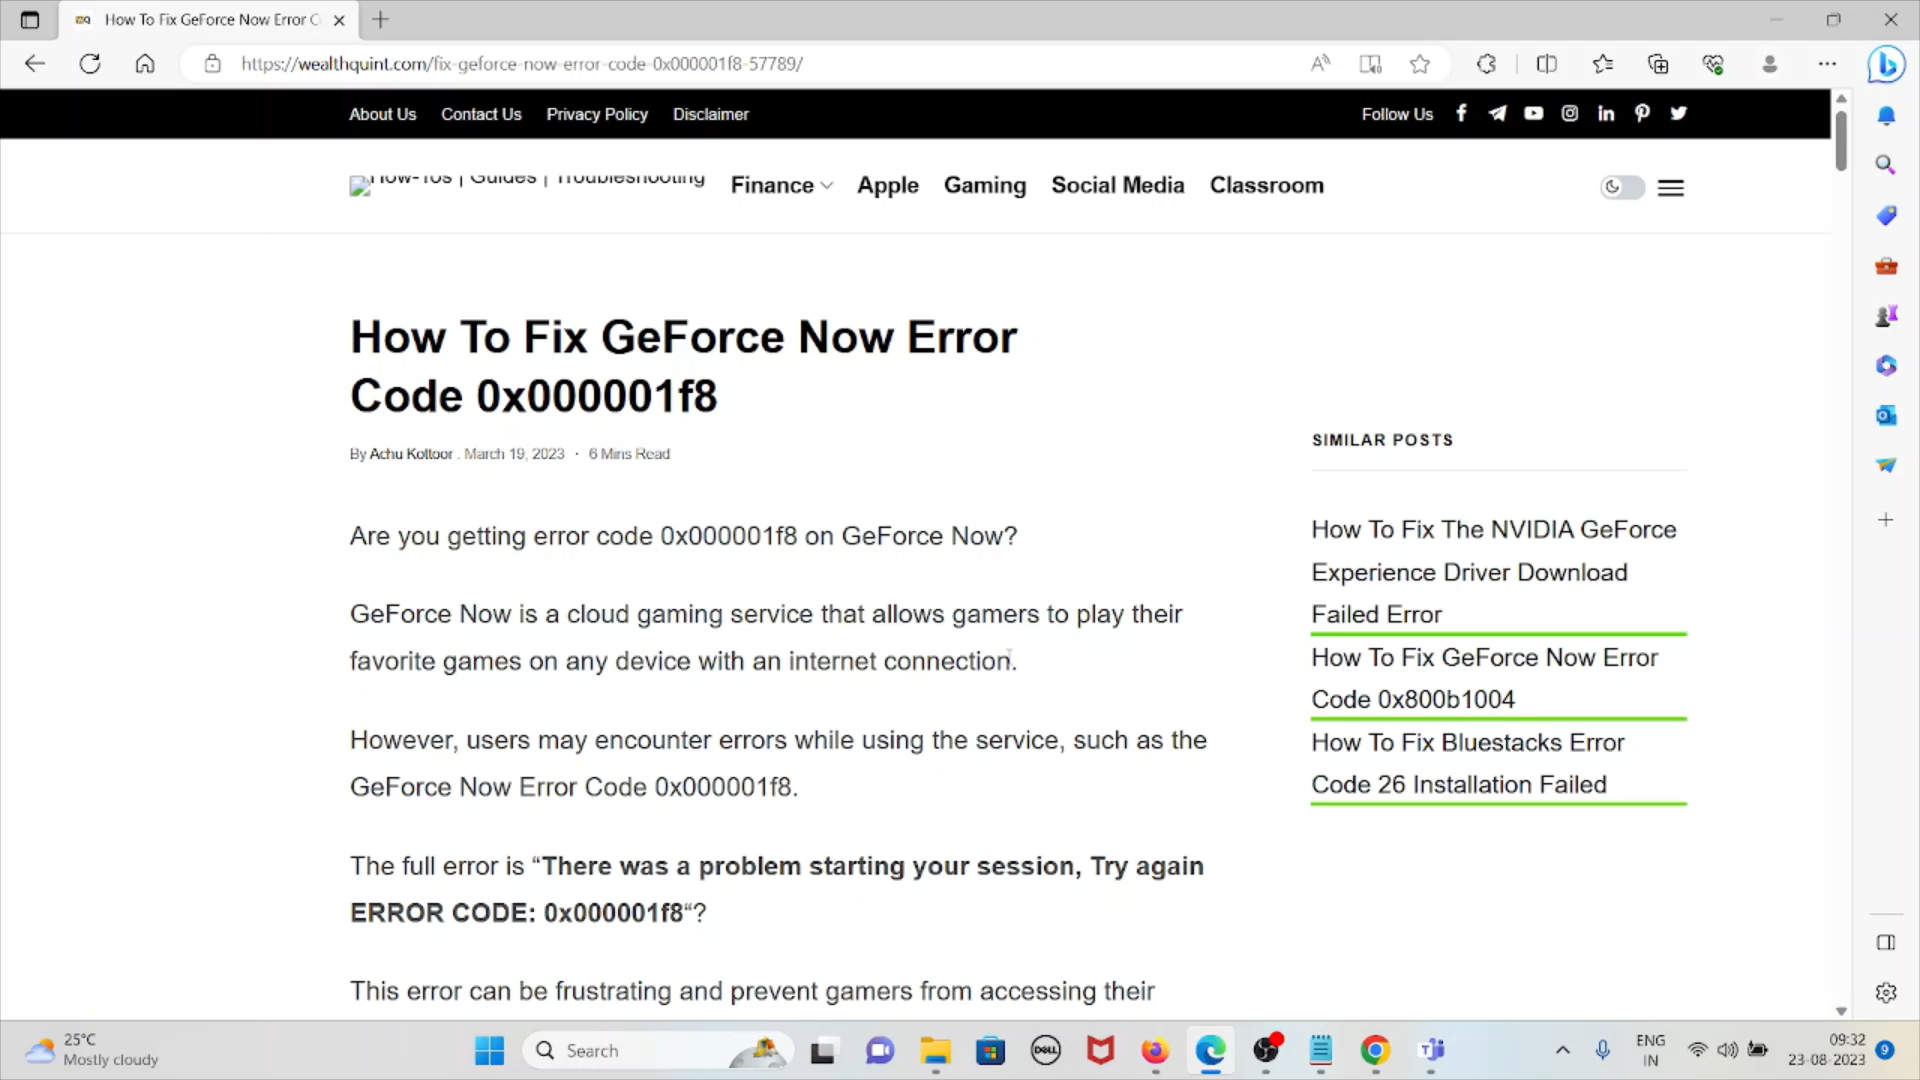 How To Fix GeForce Now Error C
https://wealthquint.com/fix-geforce-now-error-code-0x000001f8-57789/
About Us Contact Us Privacy Policy Disclaimer Follow Us
How-Tos | Guides | Troubleshooting Finance Apple Gaming Social Media Classroom
How To Fix GeForce Now Error
Code 0x000001f8
By Achu Kottoor . March 19, 2023 · 6 Mins Read
Are you getting error code 0x000001f8 on GeForce Now?
GeForce Now is a cloud gaming service that allows gamers to play their
favorite games on any device with an internet connection.
However, users may encounter errors while using the service, such as the
GeForce Now Error Code 0x000001f8.
The full error is “There was a problem starting your session, Try again
ERROR CODE: 0x000001f8“?
This error can be frustrating and prevent gamers from accessing their
SIMILAR POSTS
How To Fix The NVIDIA GeForce
Experience Driver Download
Failed Error
How To Fix GeForce Now Error
Code 0x800b1004
How To Fix Bluestacks Error
Code 26 Installation Failed
25°C
Mostly cloudy
Search
DELL
ENG
IN
09:32
23-08-2023
9